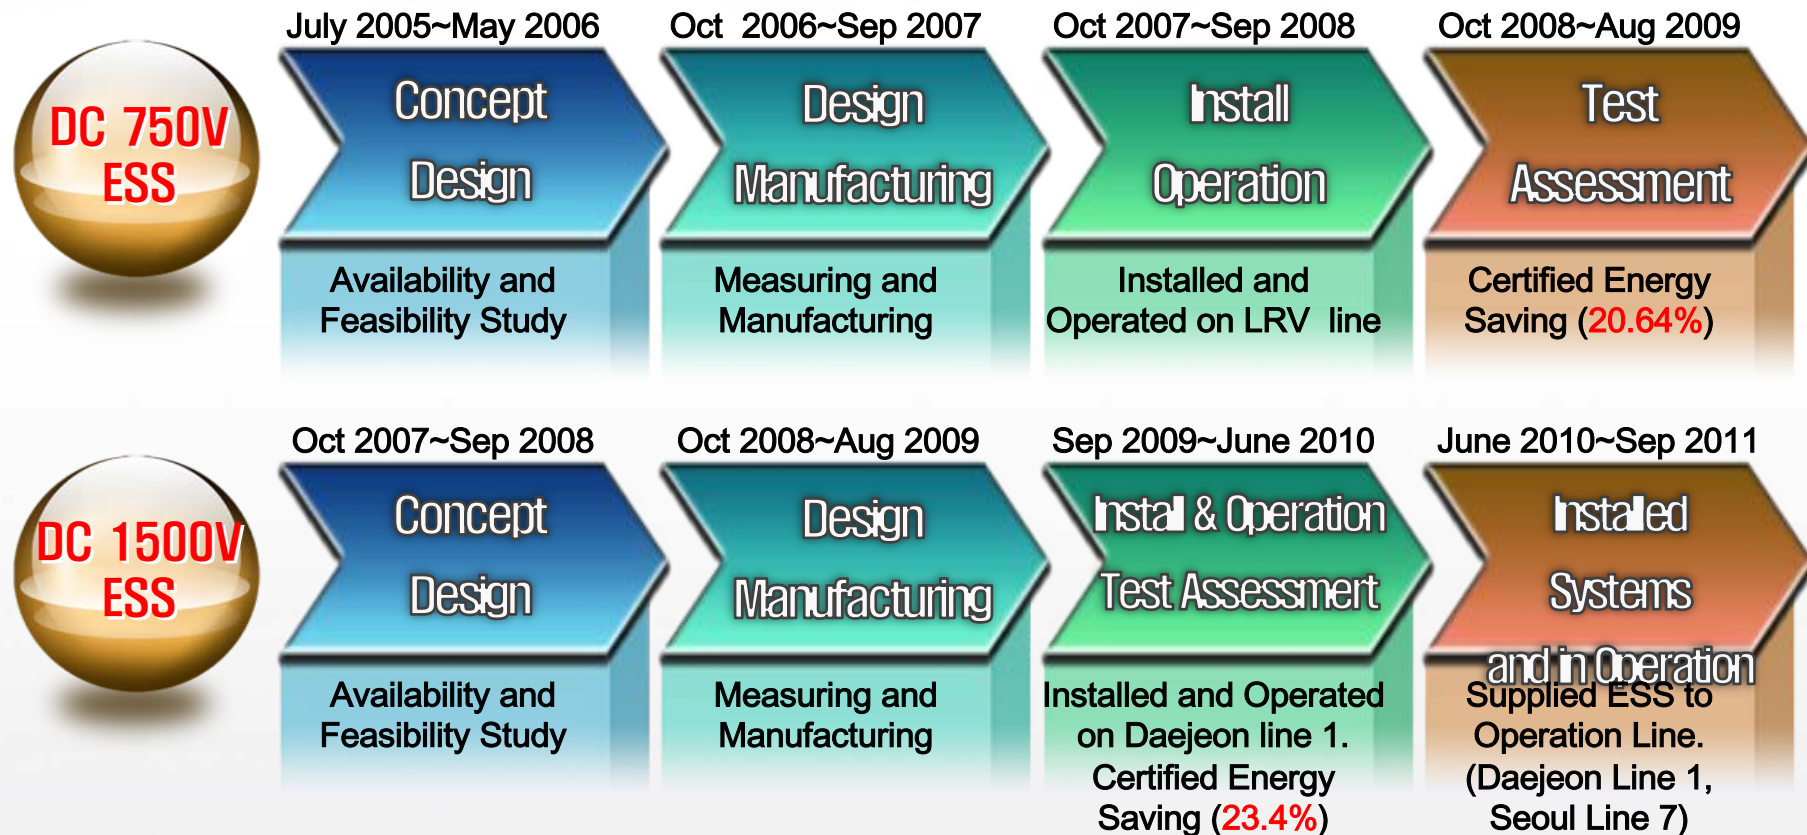 July 2005~May 2006
Oct 2006~Sep 2007
Oct 2007~Sep 2008
Oct 2008~Aug 2009
DC 750V
ESS
Concept
Design
Design
Manufacturing
Install
Operation
Test
Assessment
Availability and
Feasibility Study
Measuring and
Manufacturing
Installed and
Operated on LRV line
Certified Energy
Saving (20.64%)
Oct 2007~Sep 2008
Oct 2008~Aug 2009
Sep 2009~June 2010
June 2010~Sep 2011
DC 1500V
ESS
Concept
Design
Design
Manufacturing
Install & Operation
Test Assessment
Installed
Systems
and in Operation
Availability and
Feasibility Study
Measuring and
Manufacturing
Installed and Operated
on Daejeon line 1.
Certified Energy
Saving (23.4%)
Supplied ESS to
Operation Line.
(Daejeon Line 1,
Seoul Line 7)